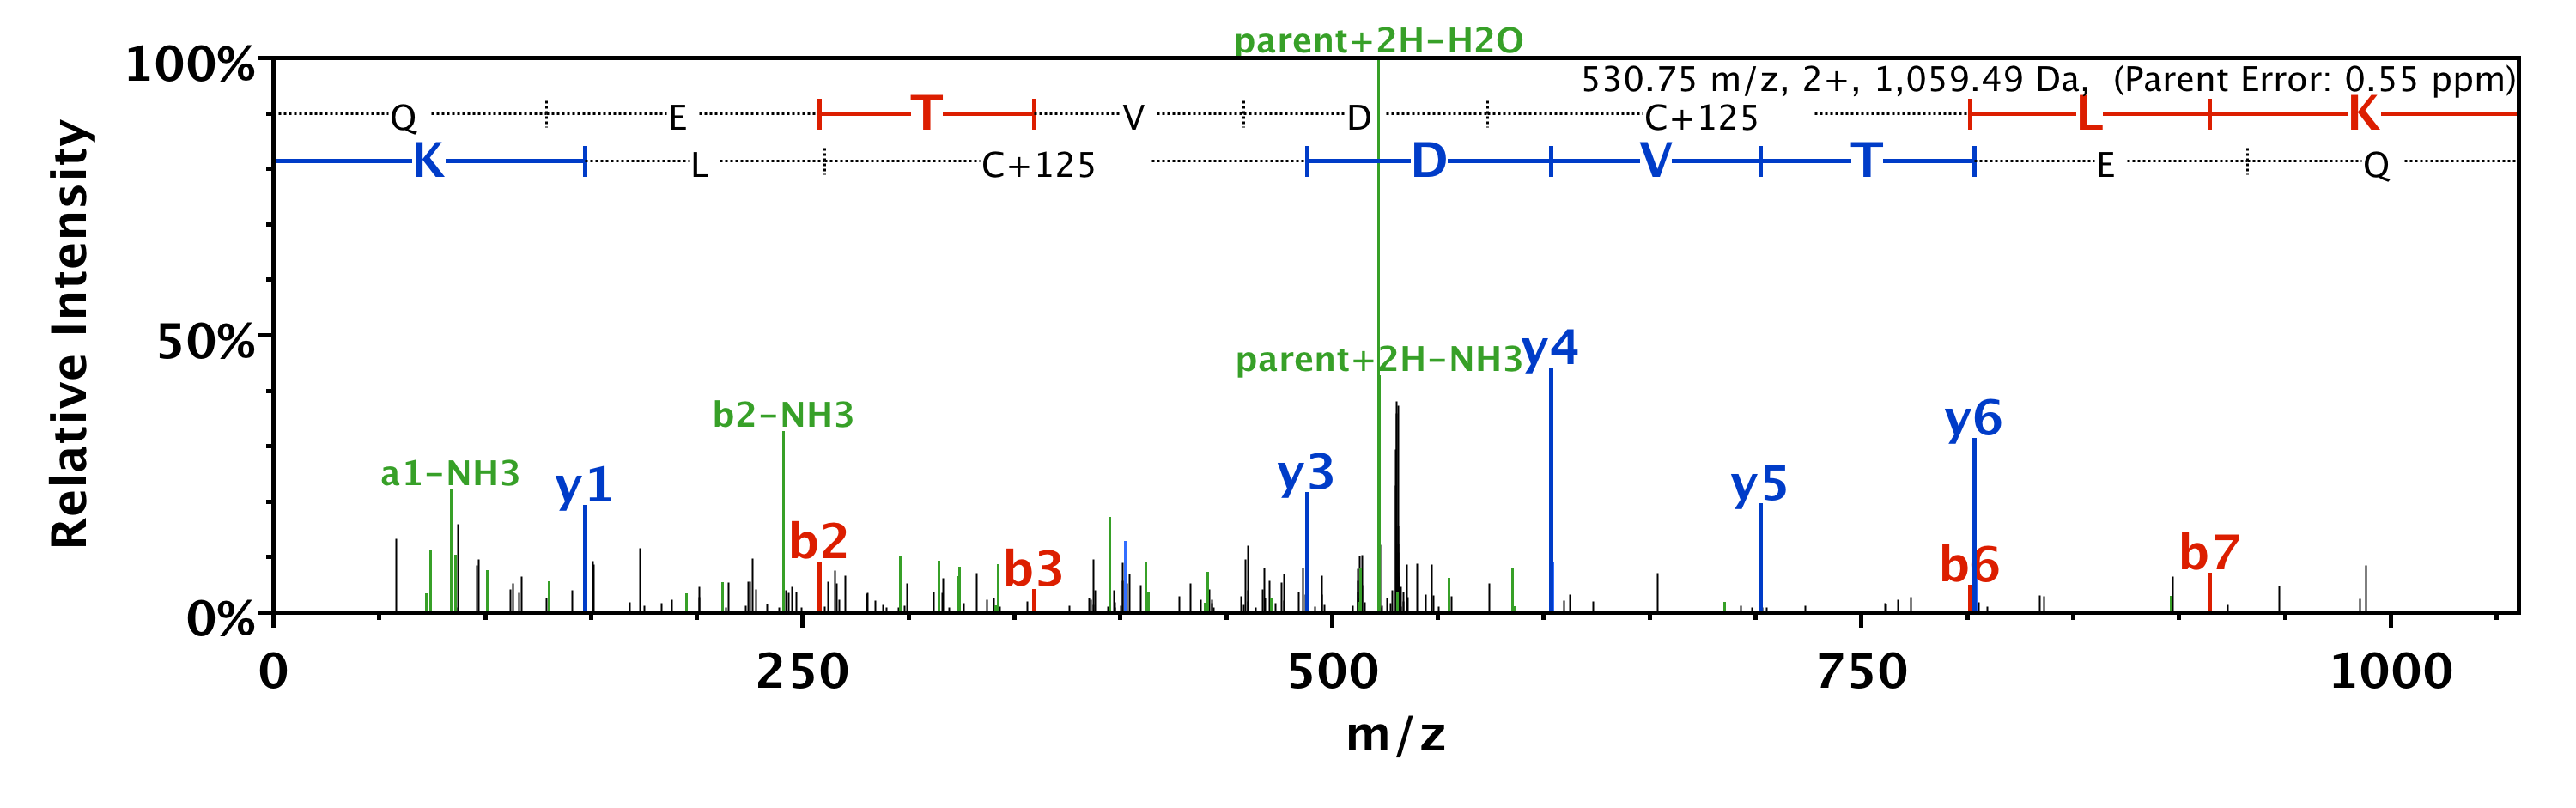 parent+2H-H2O
100%
530.75 m/z, 2+, 1,059.49 Da, (Parent Error: 0.55 ppm)
Q E T V D C+125 L K
K L C+125 D V T E Q
Relative Intensity
50%
parent+2H-NH3
y4
b2-NH3
y6
a1-NH3
y1
y3
y5
b2
b3
b6
b7
0%
0 250 500 750 1000
m/z